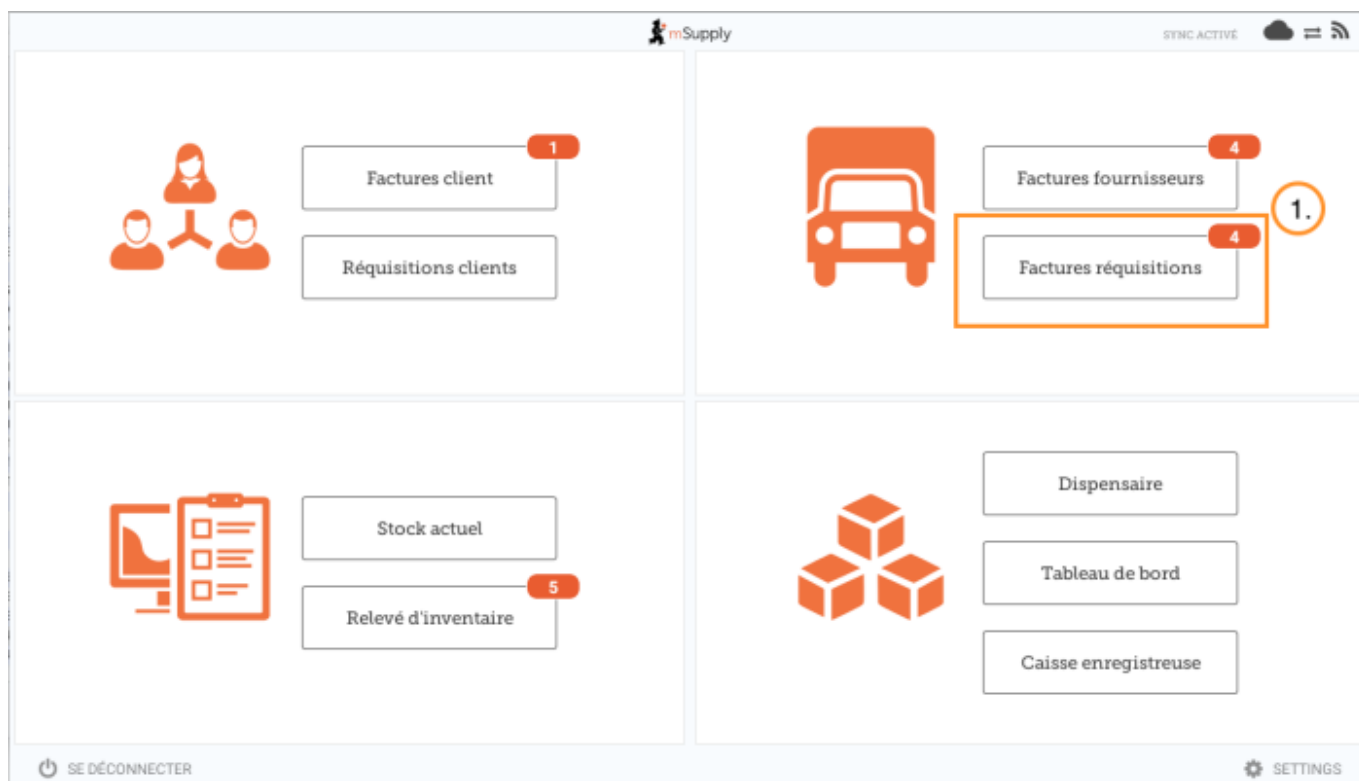 mSupply
SYNC ACTIVÉ
1
Factures client
Réquisitions clients
4
Factures fournisseurs
1.
4
Factures réquisitions
Stock actuel
5
Relevé d'inventaire
Dispensaire
Tableau de bord
Caisse enregistreuse
SE DÉCONNECTER
SETTINGS